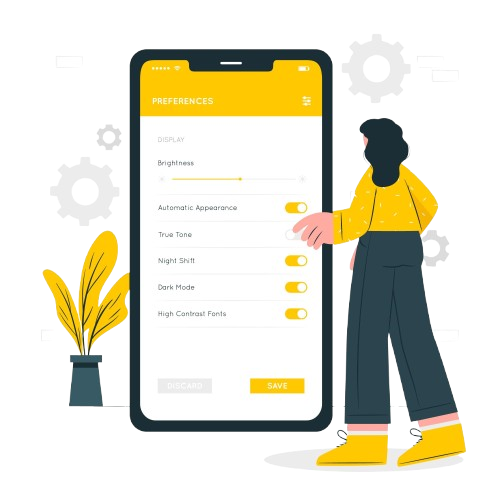 PREFERENCES
DISPLAY
Brightness
Automatic Appearance
True Tone
Night Shift
Dark Mode
High Contrast Fonts
DISCARD
SAVE